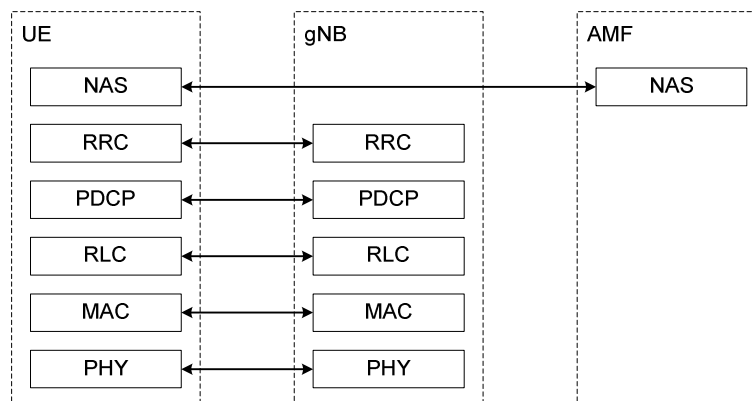 UE gNB AMF
NAS NAS
RRC RRC
PDCP PDCP
RLC RLC
MAC MAC
PHY PHY